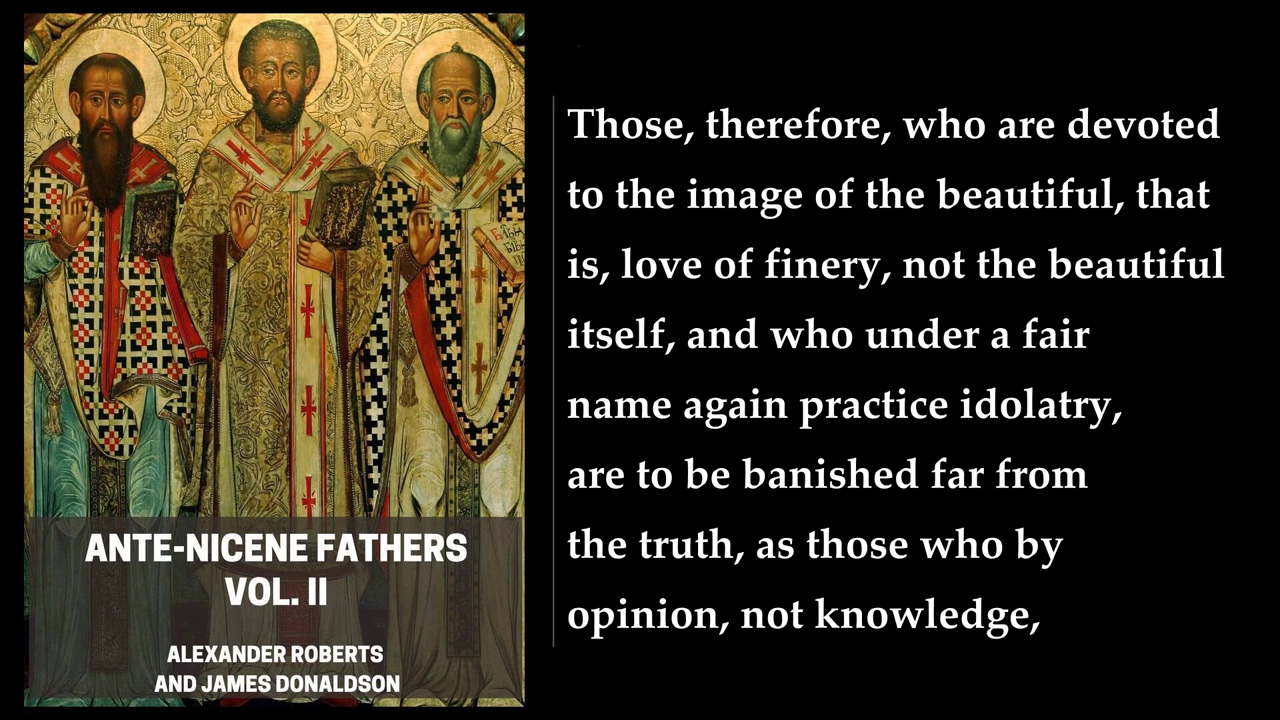 ANTE-NICENE FATHERS
VOL. II
ALEXANDER ROBERTS
AND JAMES DONALDSON
Those, therefore, who are devoted
to the image of the beautiful, that
is, love of finery, not the beautiful
itself, and who under a fair
name again practice idolatry,
are to be banished far from
the truth, as those who by
opinion, not knowledge,